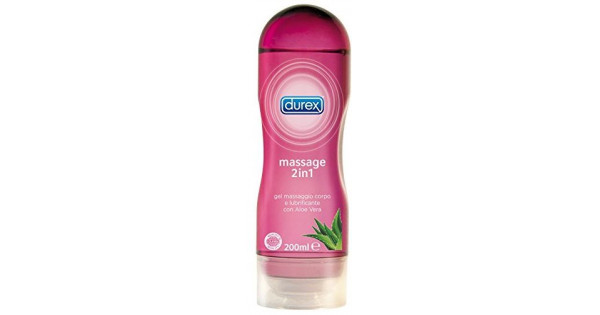 durex
massage
2in1
gel massaggio corpo
e lubrificante
con Aloe Vera
200ml e